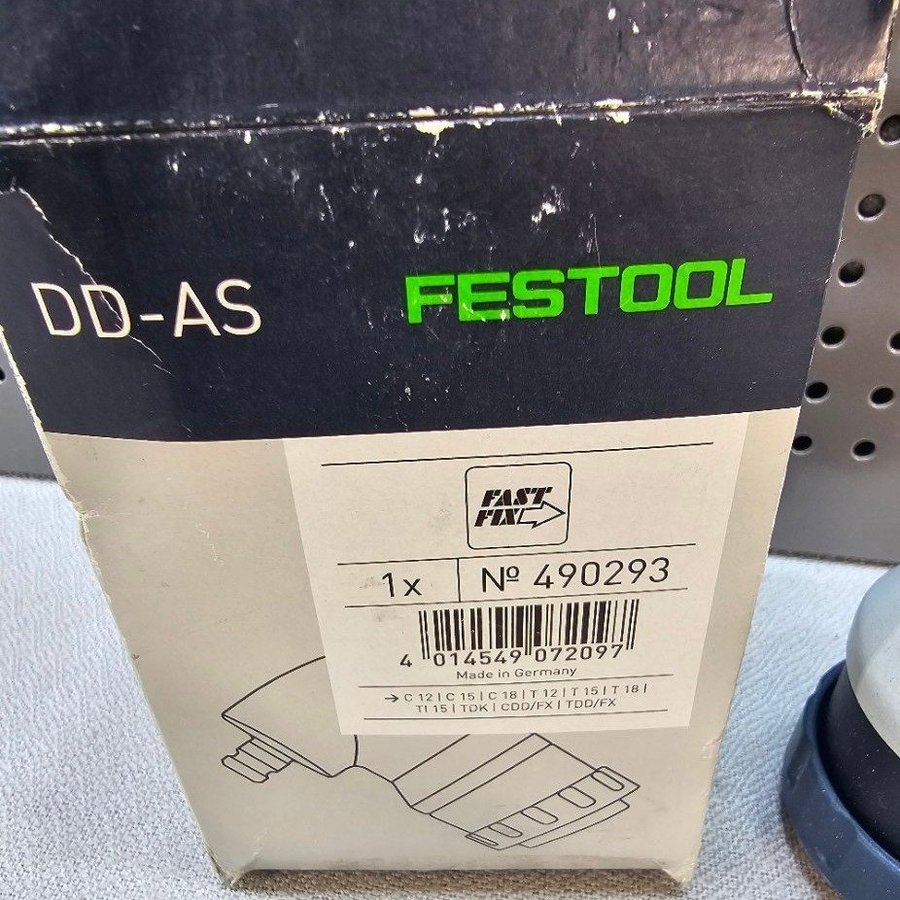 DD-AS
FESTOOL
FAST
FIX
1x
Nº 490293
4 014549 072097
Made in Germany
→ C 12 | C 15 | C 18 | T 12 | T 15 | T 18 |
TI 15 | TDK | CDD/FX | TDD/FX